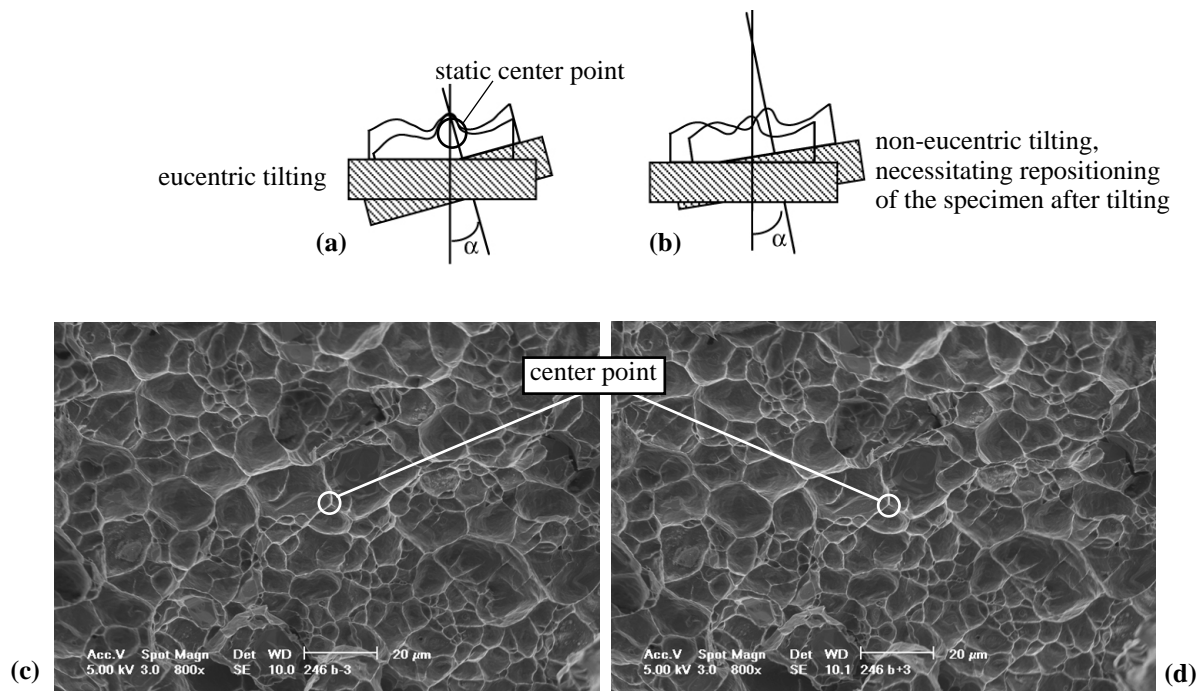 static center point
eucentric tilting
non-eucentric tilting,
necessitating repositioning
of the specimen after tilting
(a)
α
(b)
α
center point
Acc.V Spot Magn Det WD 20 µm
5.00 kV 3.0 800x SE 10.0 246 b-3
(c)
Acc.V Spot Magn Det WD 20 µm
5.00 kV 3.0 800x SE 10.1 246 b+3
(d)